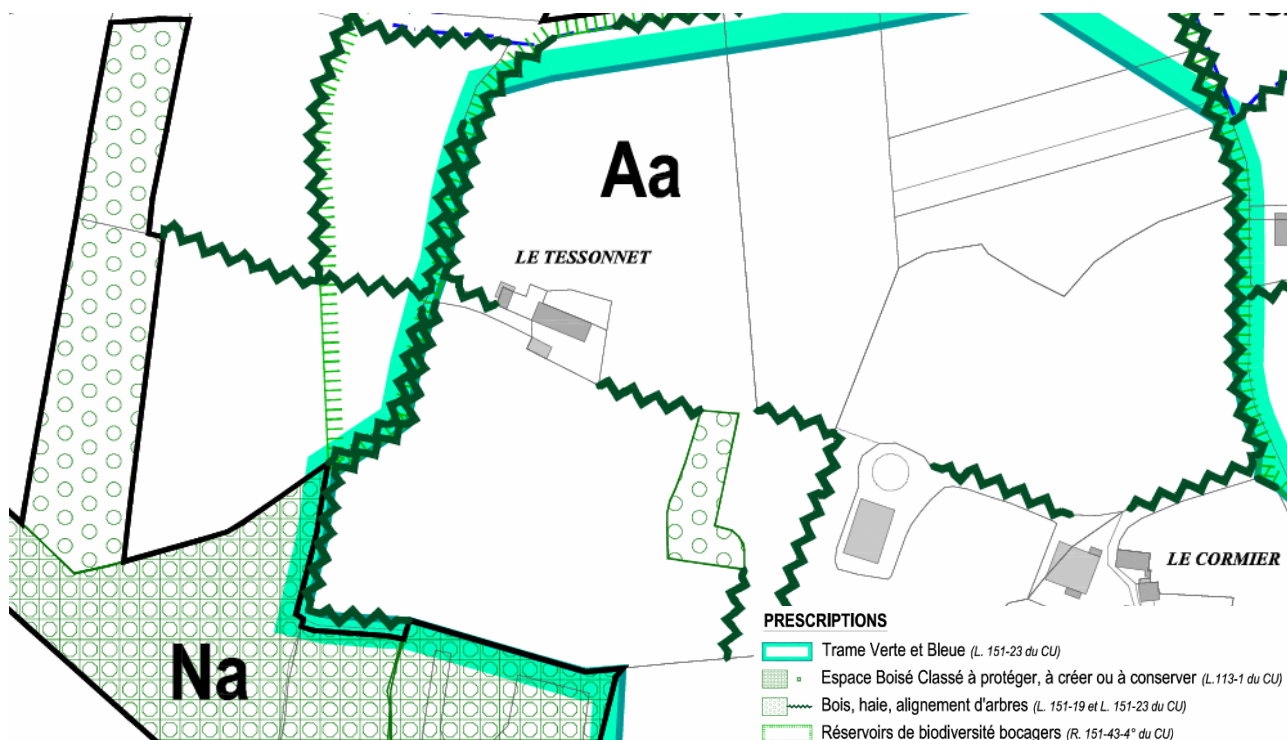 Aa
LE TESSONNET
LE CORMIER
Na
PRESCRIPTIONS
Trame Verte et Bleue (L. 151-23 du CU)
Espace Boisé Classé à protéger, à créer ou à conserver (L.113-1 du CU)
Bois, haie, alignement d'arbres (L. 151-19 et L. 151-23 du CU)
Réservoirs de biodiversité bocagers (R. 151-43-4° du CU)